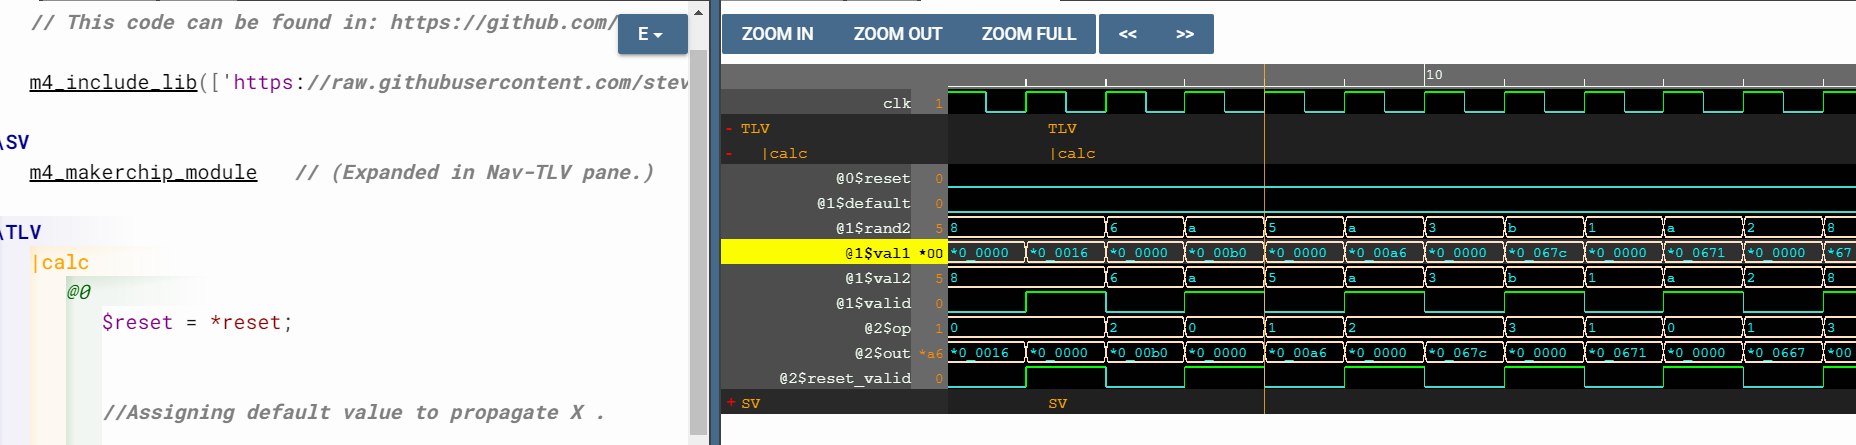 // This code can be found in: https://github.com/
E
m4_include_lib(['https://raw.githubusercontent.com/stev
\SV
m4_makerchip_module // (Expanded in Nav-TLV pane.)
\TLV
|calc
@0
$reset = *reset;
//Assigning default value to propagate X .
ZOOM IN ZOOM OUT ZOOM FULL << >>
10
clk 1
- TLV TLV
- |calc |calc
@0$reset 0
@1$default 0
@1$rand2 5 8 6 a 5 a 3 b 1 a 2 8
@1$val1 *00 *0_0000 *0_0016 *0_0000 *0_00b0 *0_0000 *0_00a6 *0_0000 *0_067c *0_0000 *0_0671 *0_0000 *67
@1$val2 5 8 6 a 5 a 3 b 1 a 2 8
@1$valid 0
@2$op 1 0 2 0 1 2 3 1 0 1 3
@2$out *a6 *0_0016 *0_0000 *0_00b0 *0_0000 *0_00a6 *0_0000 *0_067c *0_0000 *0_0671 *0_0000 *0_0667 *00
@2$reset_valid 0
+ SV SV